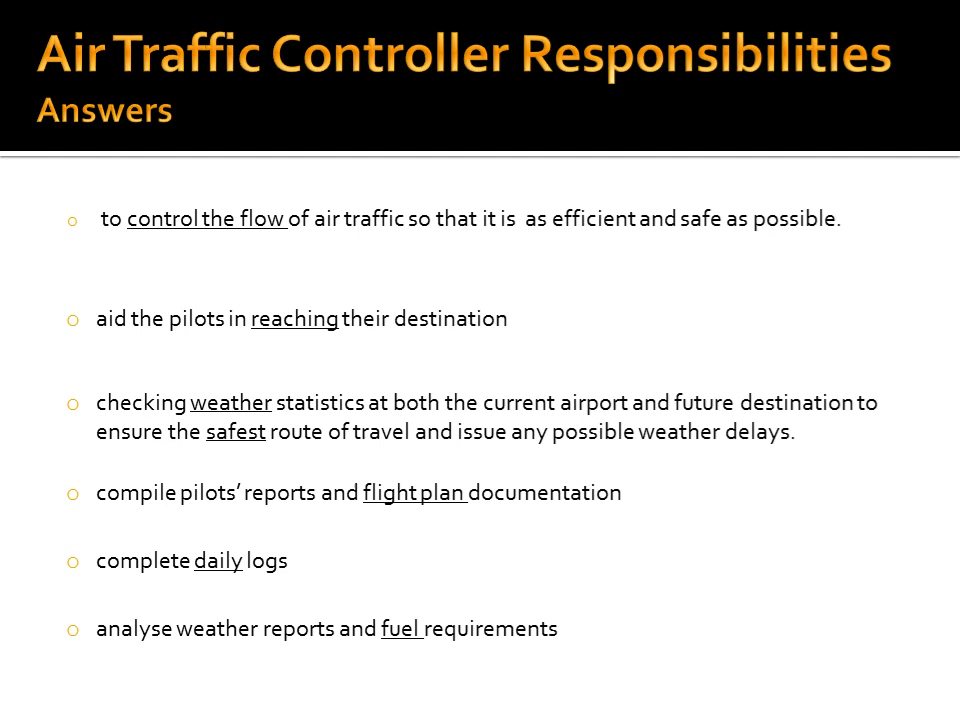 Air Traffic Controller Responsibilities
Answers
o to control the flow of air traffic so that it is as efficient and safe as possible.
o aid the pilots in reaching their destination
o checking weather statistics at both the current airport and future destination to
ensure the safest route of travel and issue any possible weather delays.
o compile pilots’ reports and flight plan documentation
o complete daily logs
o analyse weather reports and fuel requirements